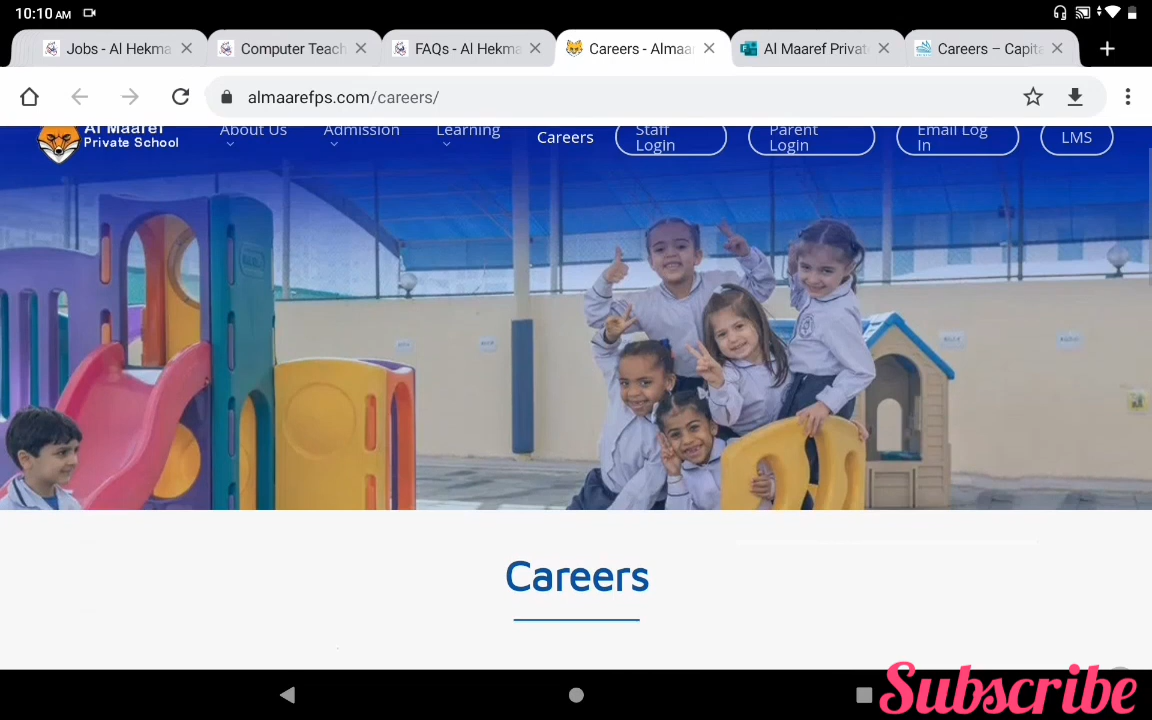 10:10 AM
Jobs - Al Hekma
Computer Teach
FAQs - Al Hekma
Careers - Almaar
Al Maaref Privat
Careers – Capita
almaarefps.com/careers/
Al Maaref
Private School
About Us
Admission
Learning
Careers
Staff
Login
Parent
Login
Email Log
In
LMS
Careers
Subscribe